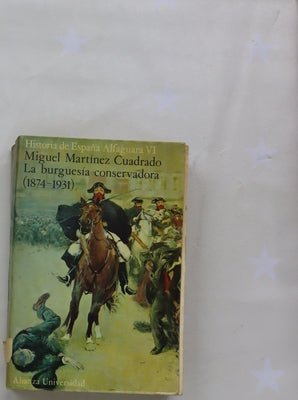 Historia de España Alfaguara VI
Miguel Martínez Cuadrado
La burguesía conservadora
(1874-1931)
Alianza Universidad